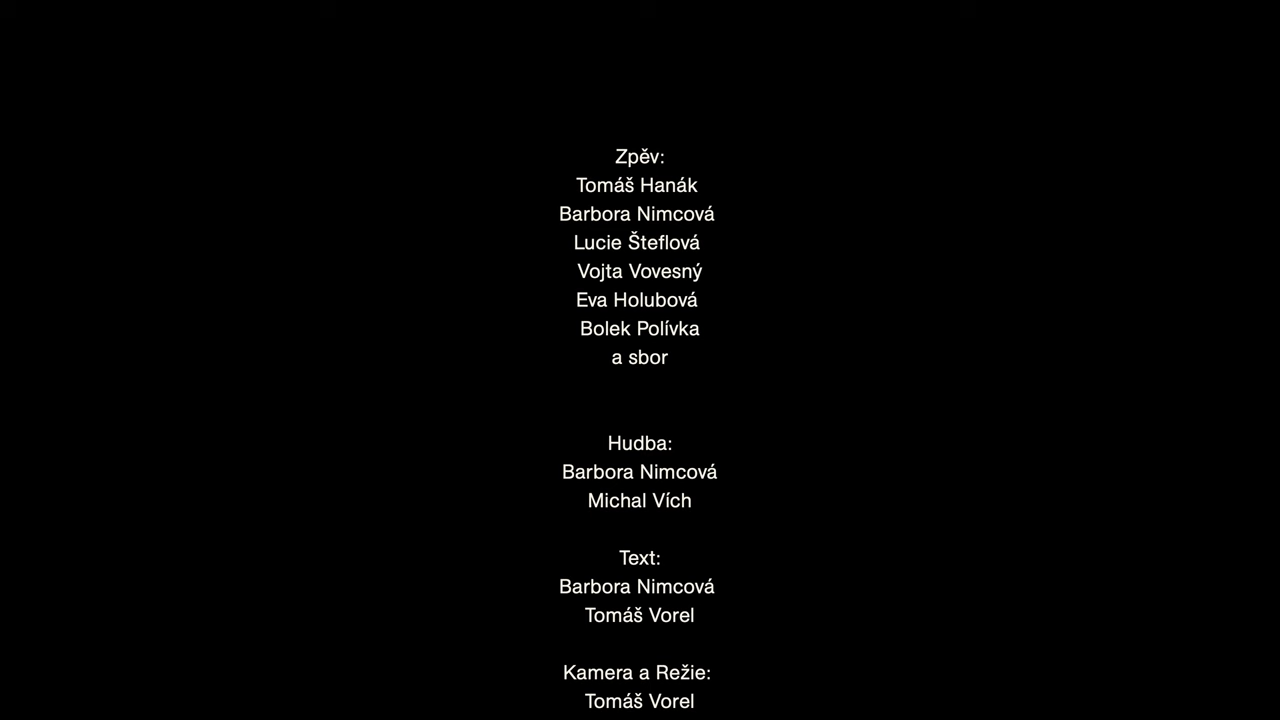 Zpěv:
Tomáš Hanák
Barbora Nimcová
Lucie Šteflová
Vojta Vovesný
Eva Holubová
Bolek Polívka
a sbor
Hudba:
Barbora Nimcová
Michal Vích
Text:
Barbora Nimcová
Tomáš Vorel
Kamera a Režie:
Tomáš Vorel